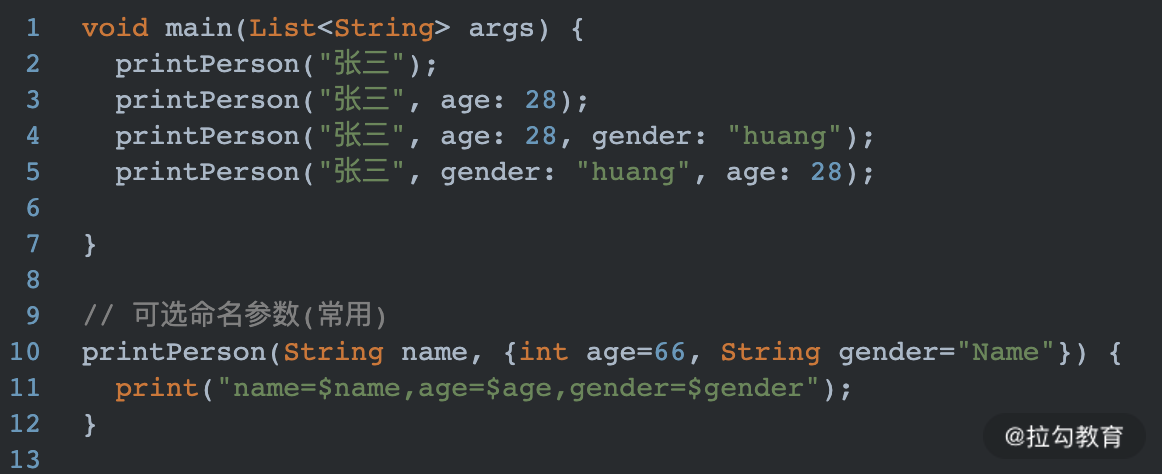 1 void main(List<String> args) {
2   printPerson("张三");
3   printPerson("张三", age: 28);
4   printPerson("张三", age: 28, gender: "huang");
5   printPerson("张三", gender: "huang", age: 28);
6
7 }
8
9 // 可选命名参数(常用)
10 printPerson(String name, {int age=66, String gender="Name"}) {
11   print("name=$name,age=$age,gender=$gender");
12 }
@拉勾教育
13